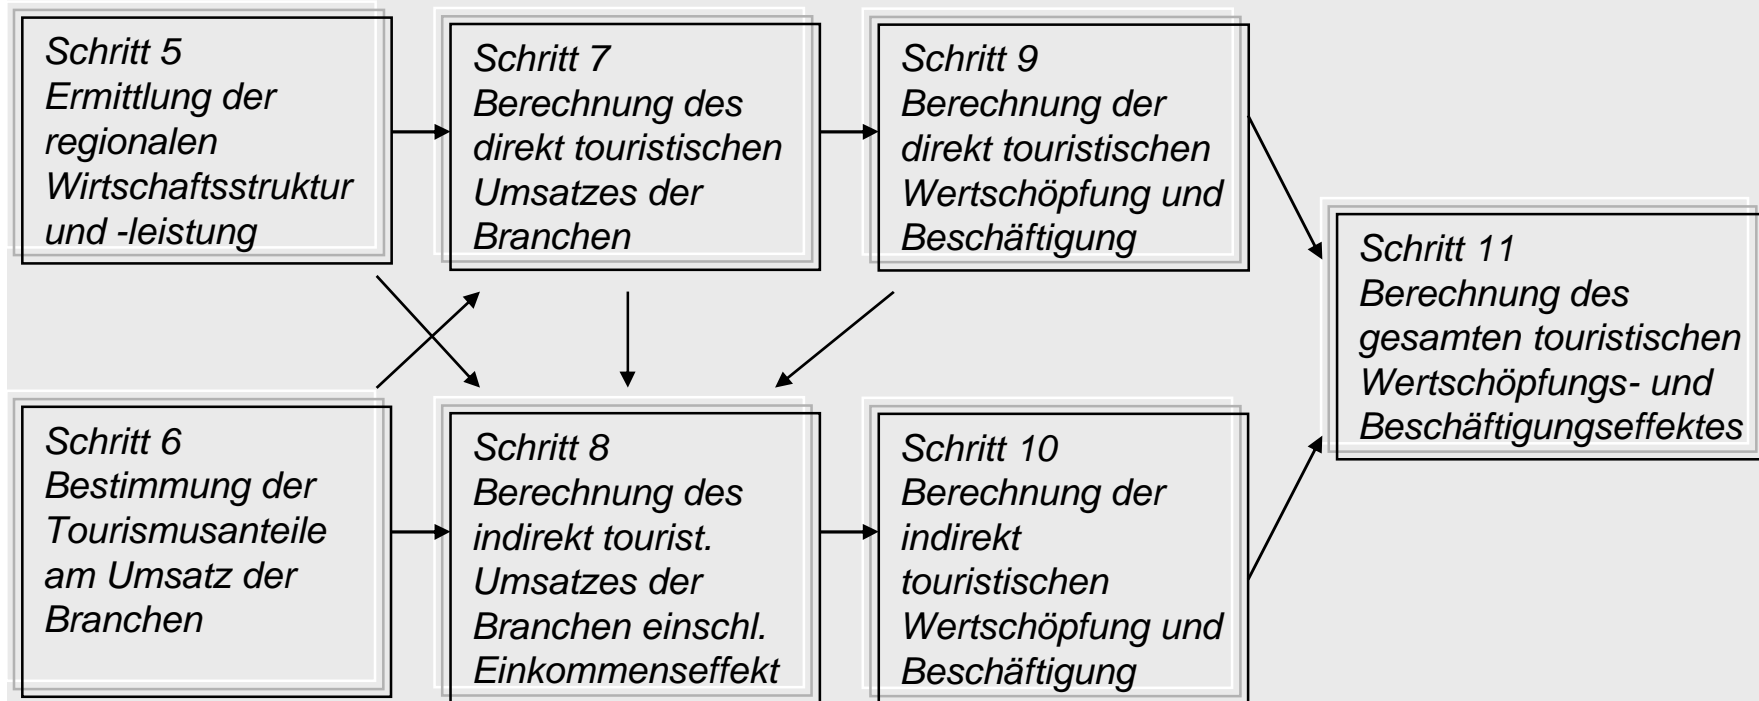 Schritt 5
Ermittlung der
regionalen
Wirtschaftsstruktur
und -leistung
Schritt 7
Berechnung des
direkt touristischen
Umsatzes der
Branchen
Schritt 9
Berechnung der
direkt touristischen
Wertschöpfung und
Beschäftigung
Schritt 11
Berechnung des
gesamten touristischen
Wertschöpfungs- und
Beschäftigungseffektes
Schritt 6
Bestimmung der
Tourismusanteile
am Umsatz der
Branchen
Schritt 8
Berechnung des
indirekt tourist.
Umsatzes der
Branchen einschl.
Einkommenseffekt
Schritt 10
Berechnung der
indirekt
touristischen
Wertschöpfung und
Beschäftigung